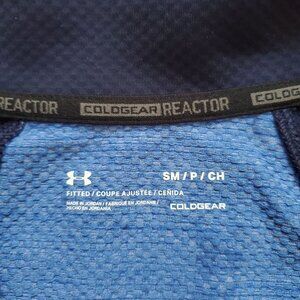 REACTOR COLDGEAR REACTOR COLDG
SM / P / CH
FITTED / COUPE AJUSTÉE / CEÑIDA
MADE IN JORDAN / FABRIQUÉ EN JORDANIE /
HECHO EN JORDANIA
COLDGEAR